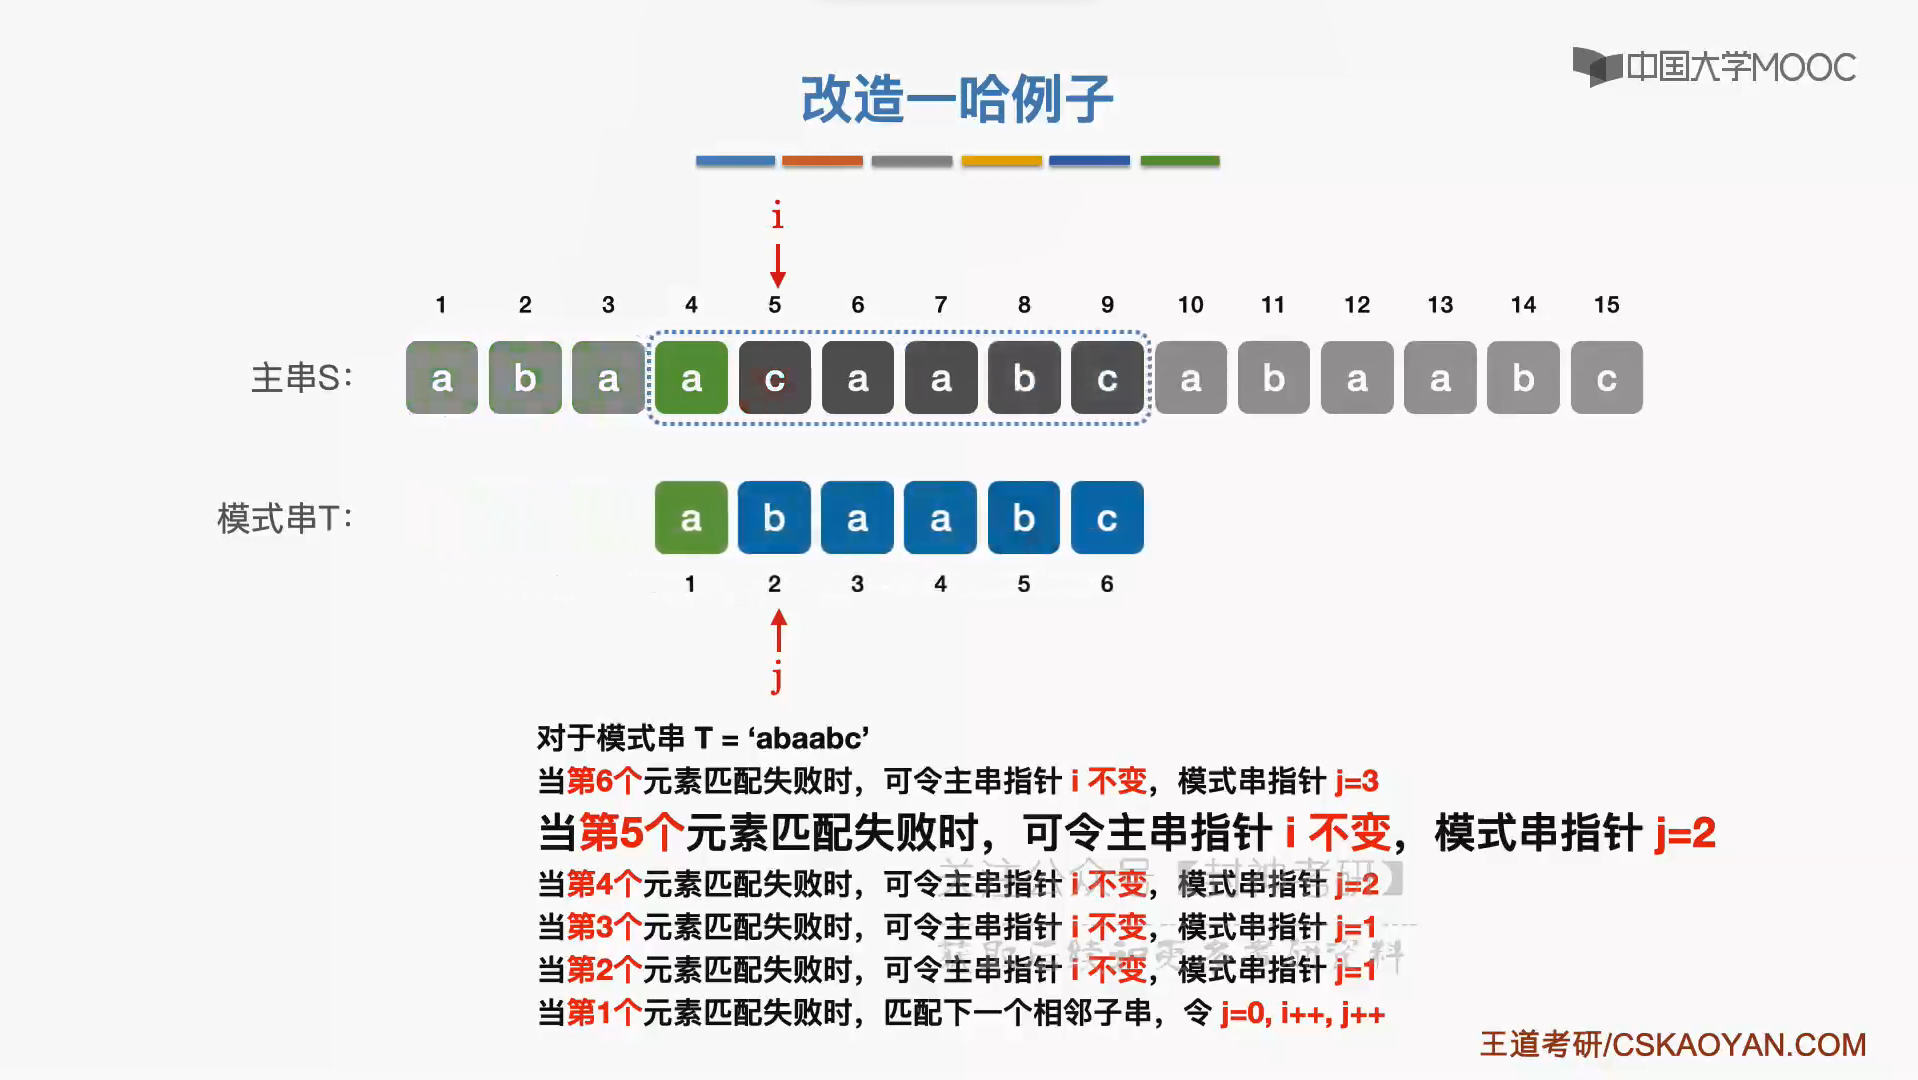 中国大学MOOC
改造一哈例子
i
1 2 3 4 5 6 7 8 9 10 11 12 13 14 15
主串S： a b a a c a a b c a b a a b c
模式串T： a b a a b c
1 2 3 4 5 6
j
对于模式串 T = ‘abaabc’
当第6个元素匹配失败时，可令主串指针 i 不变，模式串指针 j=3
当第5个元素匹配失败时，可令主串指针 i 不变，模式串指针 j=2
当第4个元素匹配失败时，可令主串指针 i 不变，模式串指针 j=2
关注公众号【封神考研】
当第3个元素匹配失败时，可令主串指针 i 不变，模式串指针 j=1
当第2个元素匹配失败时，可令主串指针 i 不变，模式串指针 j=1
获取后续和更多考研资料
当第1个元素匹配失败时，匹配下一个相邻子串，令 j=0, i++, j++
王道考研/CSKAOYAN.COM